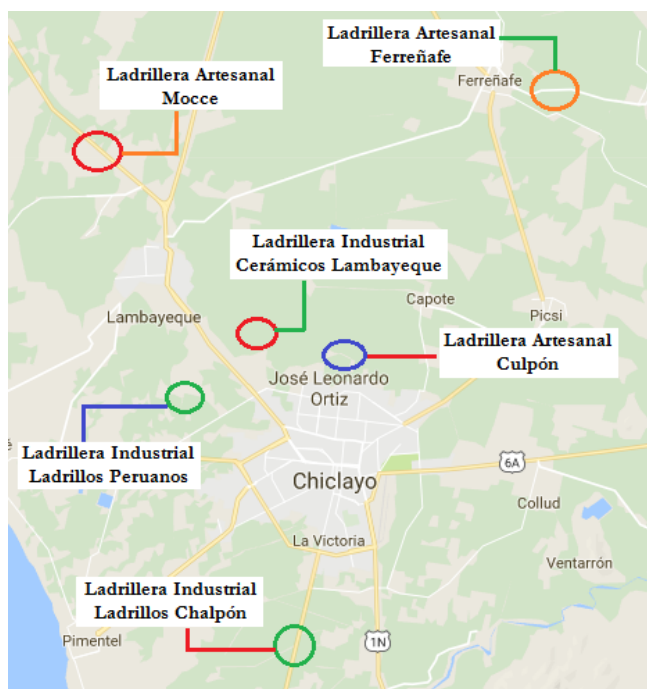 Ladrillera Artesanal
Ferreñafe
Ferreñafe
Ladrillera Artesanal
Mocce
Ladrillera Industrial
Cerámicos Lambayeque
Capote
Picsi
Lambayeque
Ladrillera Artesanal
Culpón
José Leonardo
Ortiz
Ladrillera Industrial
Ladrillos Peruanos
6A
Chiclayo
Collud
La Victoria
Ventarrón
Ladrillera Industrial
Ladrillos Chalpón
Pimentel
1N